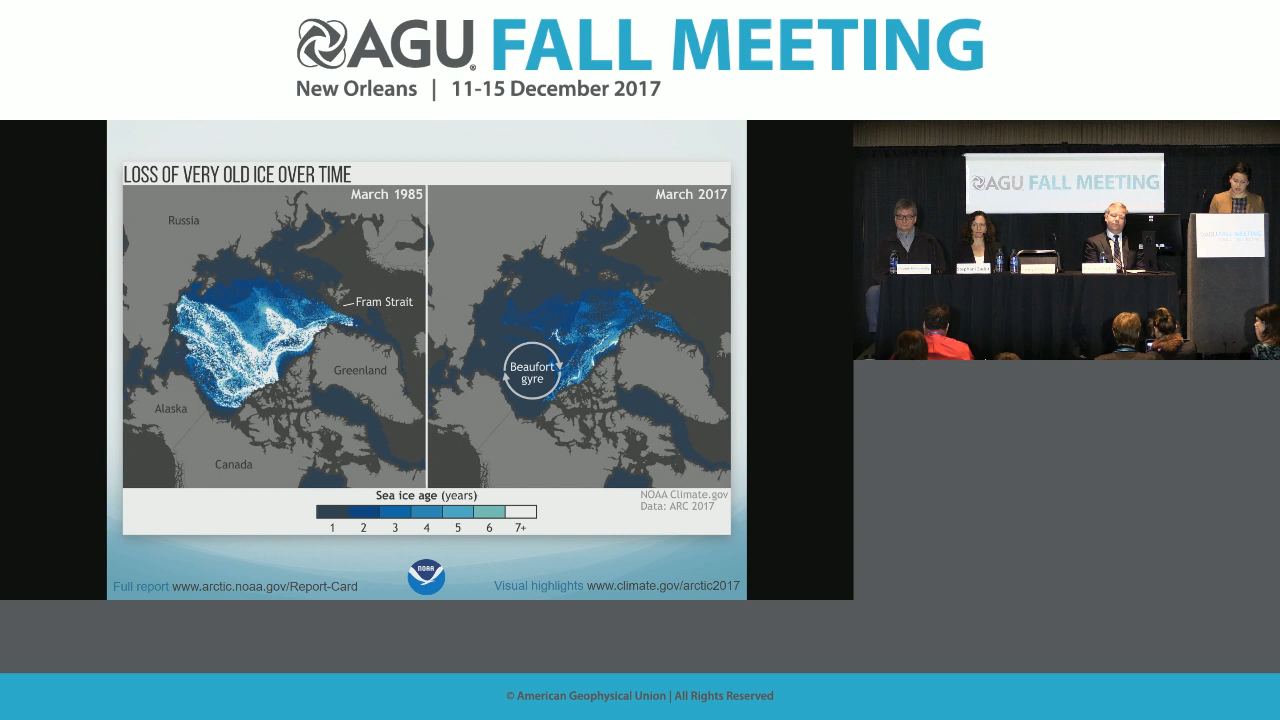 AGU FALL MEETING
New Orleans | 11-15 December 2017
LOSS OF VERY OLD ICE OVER TIME
March 1985
March 2017
Russia
Fram Strait
Greenland
Beaufort
gyre
Alaska
Canada
Sea ice age (years)
1 2 3 4 5 6 7+
NOAA Climate.gov
Data: ARC 2017
NOAA
Full report www.arctic.noaa.gov/Report-Card
Visual highlights www.climate.gov/arctic2017
AGU FALL MEETING
AGU FALL MEETING
© American Geophysical Union | All Rights Reserved